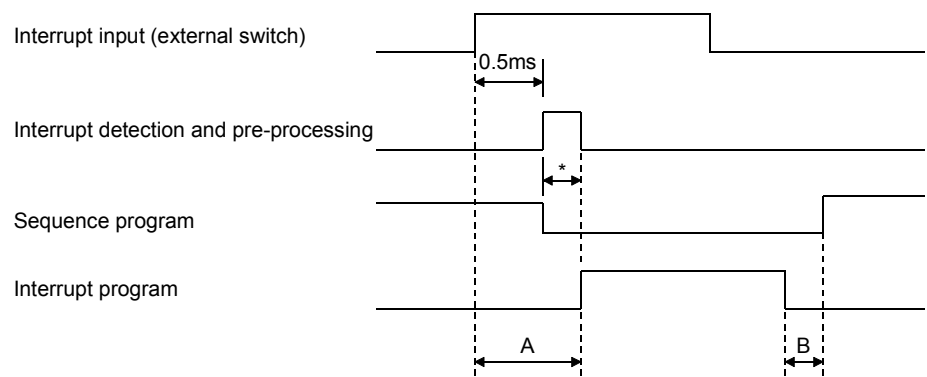 Interrupt input (external switch)
0.5ms
Interrupt detection and pre-processing
*
Sequence program
Interrupt program
A
B